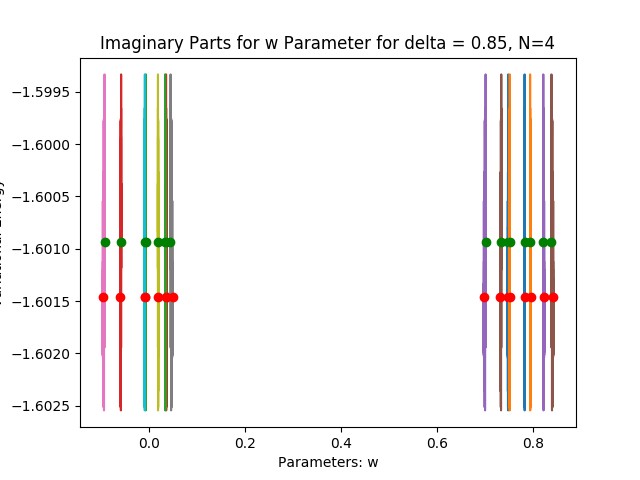 Imaginary Parts for w Parameter for delta = 0.85, N=4
−1.5995
−1.6000
−1.6005
−1.6010
−1.6015
−1.6020
−1.6025
0.0 0.2 0.4 0.6 0.8
Parameters: w